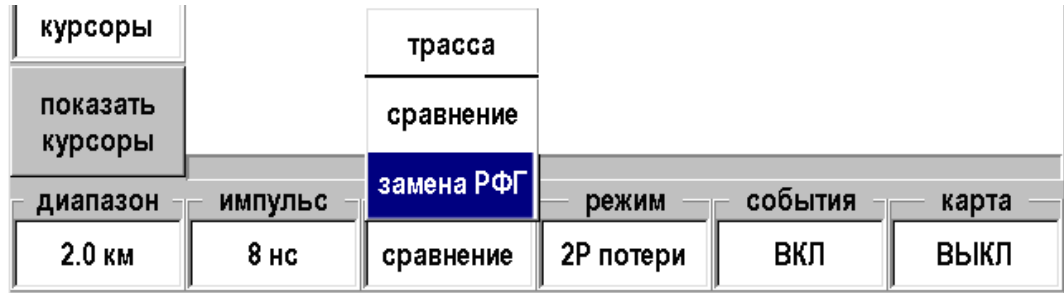 курсоры
трасса
показать
курсоры
сравнение
замена РФГ
диапазон
импульс
режим
события
карта
2.0 км
8 нс
сравнение
2Р потери
ВКЛ
ВЫКЛ